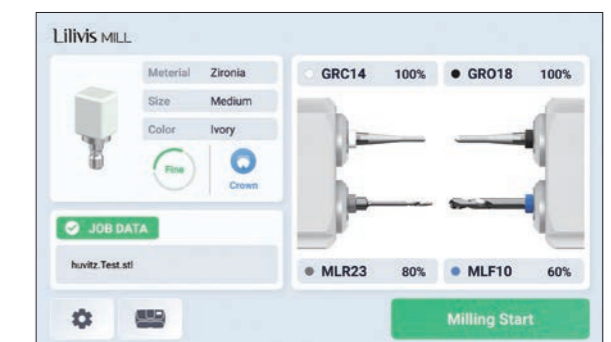 Lilivis MILL
Meterial Zironia
Size Medium
Color Ivory
Fine
Crown
JOB DATA
huvitz.Test.stl
GRC14 100%
GRO18 100%
MLR23 80%
MLF10 60%
Milling Start